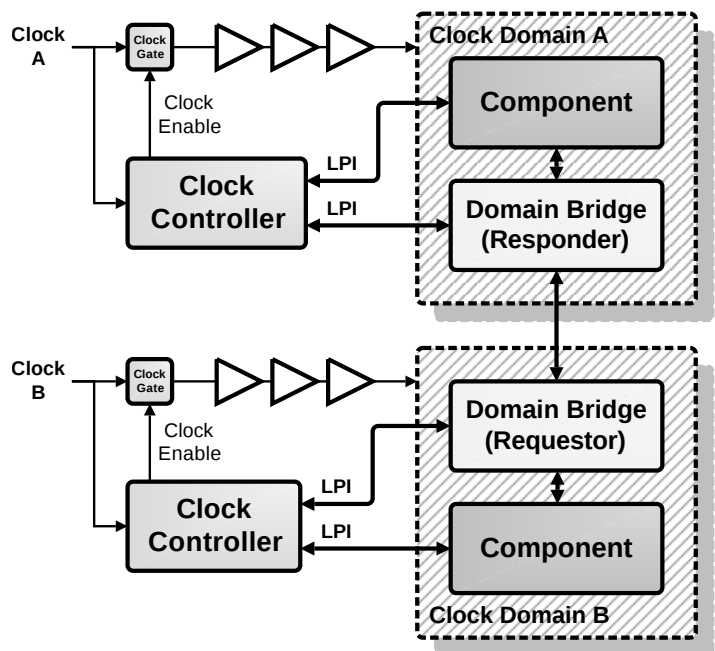 Clock
A
Clock
Gate
Clock Domain A
Component
Clock
Enable
LPI
Clock
Controller
LPI
Domain Bridge
(Responder)
Clock
B
Clock
Gate
Domain Bridge
(Requestor)
Clock
Enable
LPI
Clock
Controller
LPI
Component
Clock Domain B